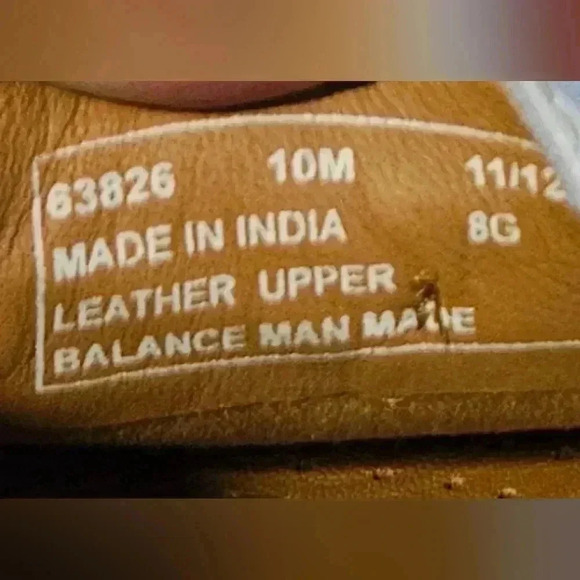 63826 10M 11/12
MADE IN INDIA 8G
LEATHER UPPER
BALANCE MAN MADE